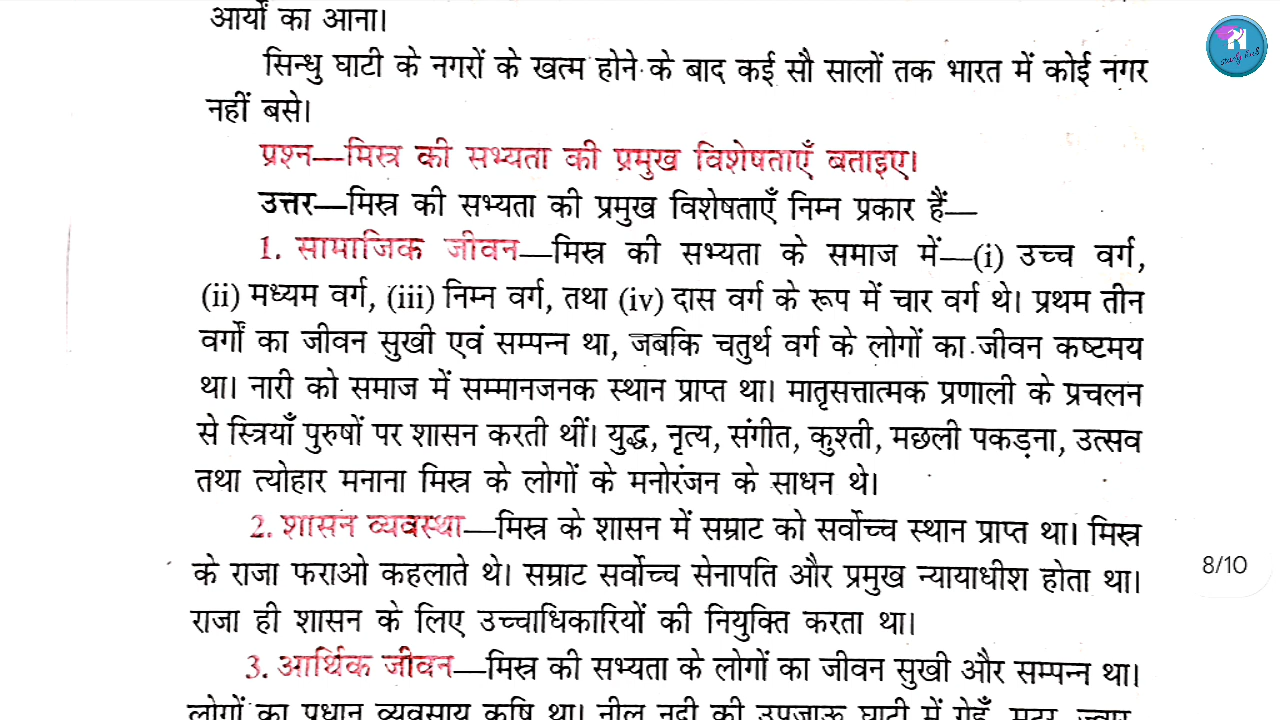 आर्यों का आना।
सिन्धु घाटी के नगरों के खत्म होने के बाद कई सौ सालों तक भारत में कोई नगर
नहीं बसे।
प्रश्न—मिस्र की सभ्यता की प्रमुख विशेषताएँ बताइए।
उत्तर—मिस्र की सभ्यता की प्रमुख विशेषताएँ निम्न प्रकार हैं—
1. सामाजिक जीवन—मिस्र की सभ्यता के समाज में—(i) उच्च वर्ग,
(ii) मध्यम वर्ग, (iii) निम्न वर्ग, तथा (iv) दास वर्ग के रूप में चार वर्ग थे। प्रथम तीन
वर्गों का जीवन सुखी एवं सम्पन्न था, जबकि चतुर्थ वर्ग के लोगों का जीवन कष्टमय
था। नारी को समाज में सम्मानजनक स्थान प्राप्त था। मातृसत्तात्मक प्रणाली के प्रचलन
से स्त्रियाँ पुरुषों पर शासन करती थीं। युद्ध, नृत्य, संगीत, कुश्ती, मछली पकड़ना, उत्सव
तथा त्योहार मनाना मिस्र के लोगों के मनोरंजन के साधन थे।
2. शासन व्यवस्था—मिस्र के शासन में सम्राट को सर्वोच्च स्थान प्राप्त था। मिस्र
के राजा फराओ कहलाते थे। सम्राट सर्वोच्च सेनापति और प्रमुख न्यायाधीश होता था।
राजा ही शासन के लिए उच्चाधिकारियों की नियुक्ति करता था।
8/10
3. आर्थिक जीवन—मिस्र की सभ्यता के लोगों का जीवन सुखी और सम्पन्न था।
लोगों का प्रधान व्यवसाय कृषि था। नील नदी की उपजाऊ घाटी में गेहूँ, मटर, ज्वार,